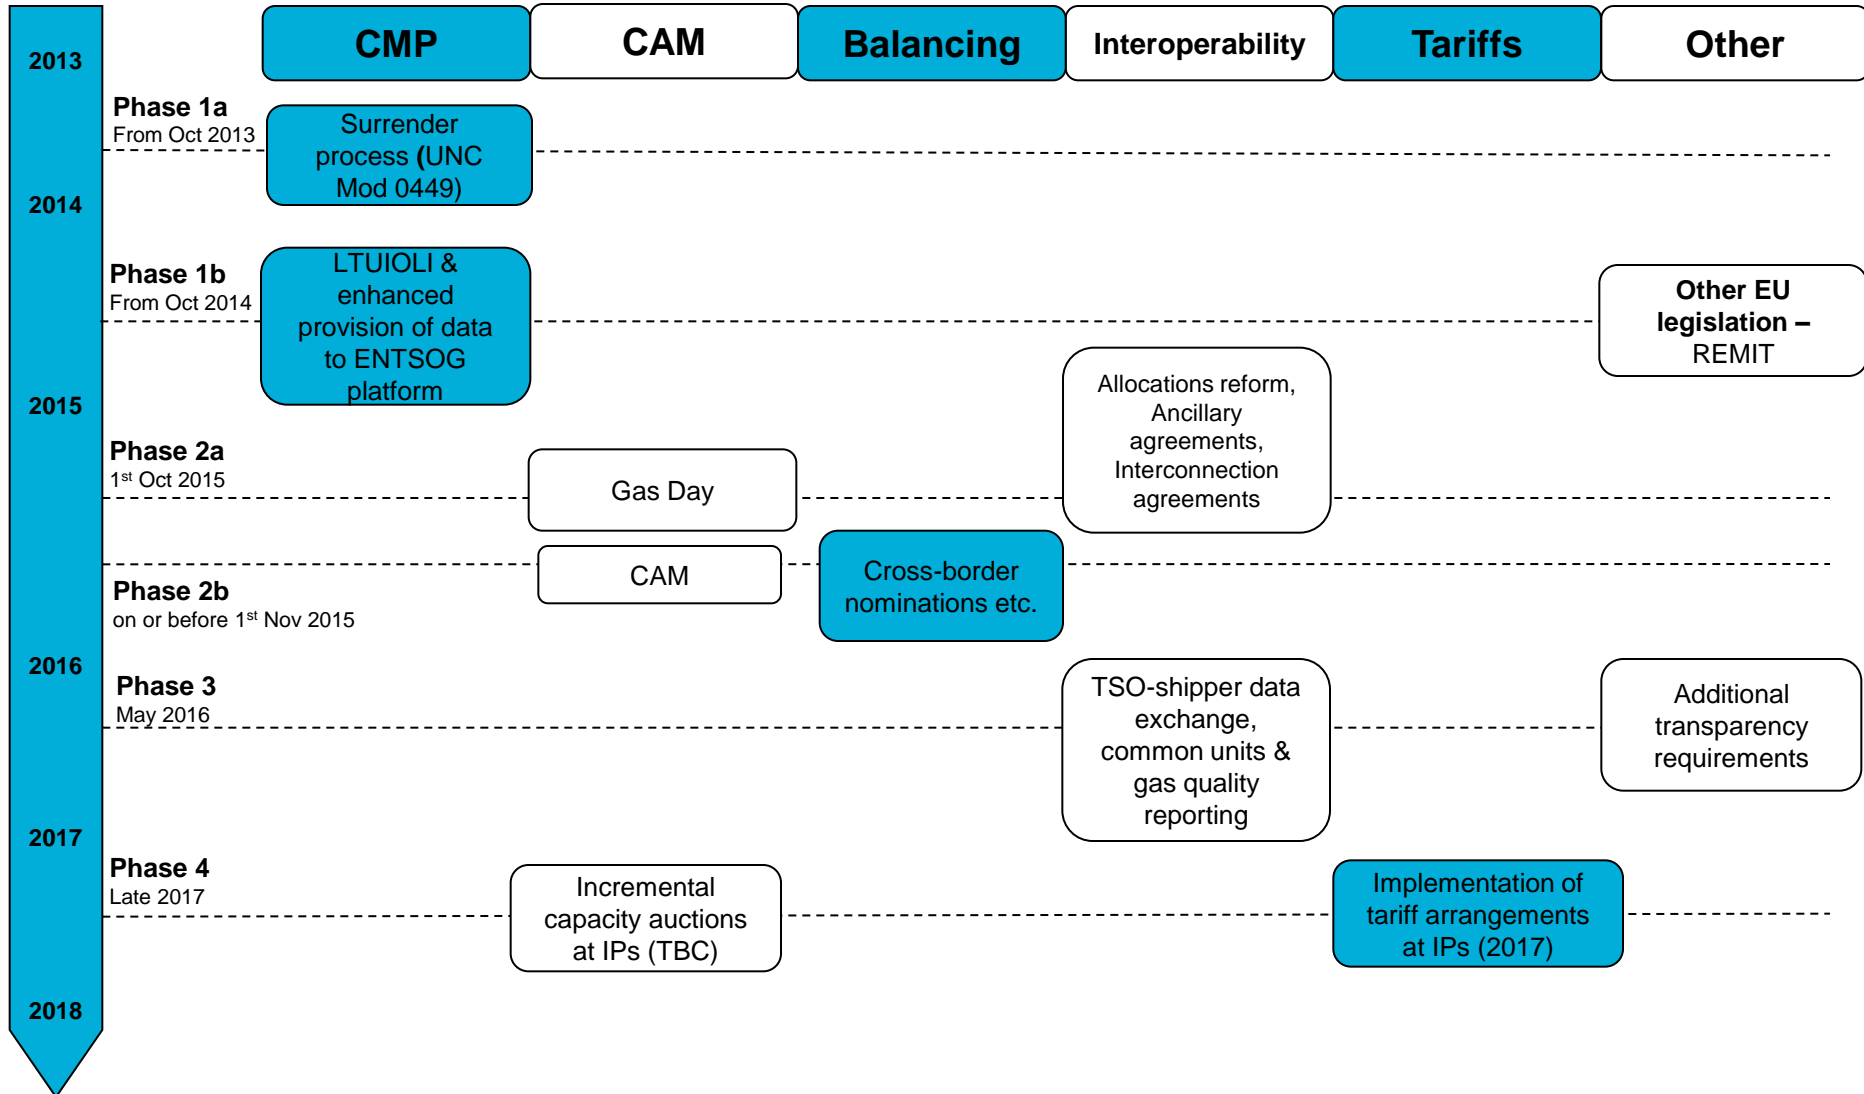 CMP
CAM
Balancing
Interoperability
Tariffs
Other
2013
Phase 1a
From Oct 2013
Surrender
process (UNC
Mod 0449)
2014
Phase 1b
From Oct 2014
LTUIOLI &
enhanced
provision of data
to ENTSOG
platform
Other EU
legislation –
REMIT
2015
Allocations reform,
Ancillary
agreements,
Interconnection
agreements
Phase 2a
1st Oct 2015
Gas Day
Phase 2b
on or before 1st Nov 2015
CAM
Cross-border
nominations etc.
2016
Phase 3
May 2016
TSO-shipper data
exchange,
common units &
gas quality
reporting
Additional
transparency
requirements
2017
Phase 4
Late 2017
Incremental
capacity auctions
at IPs (TBC)
Implementation of
tariff arrangements
at IPs (2017)
2018